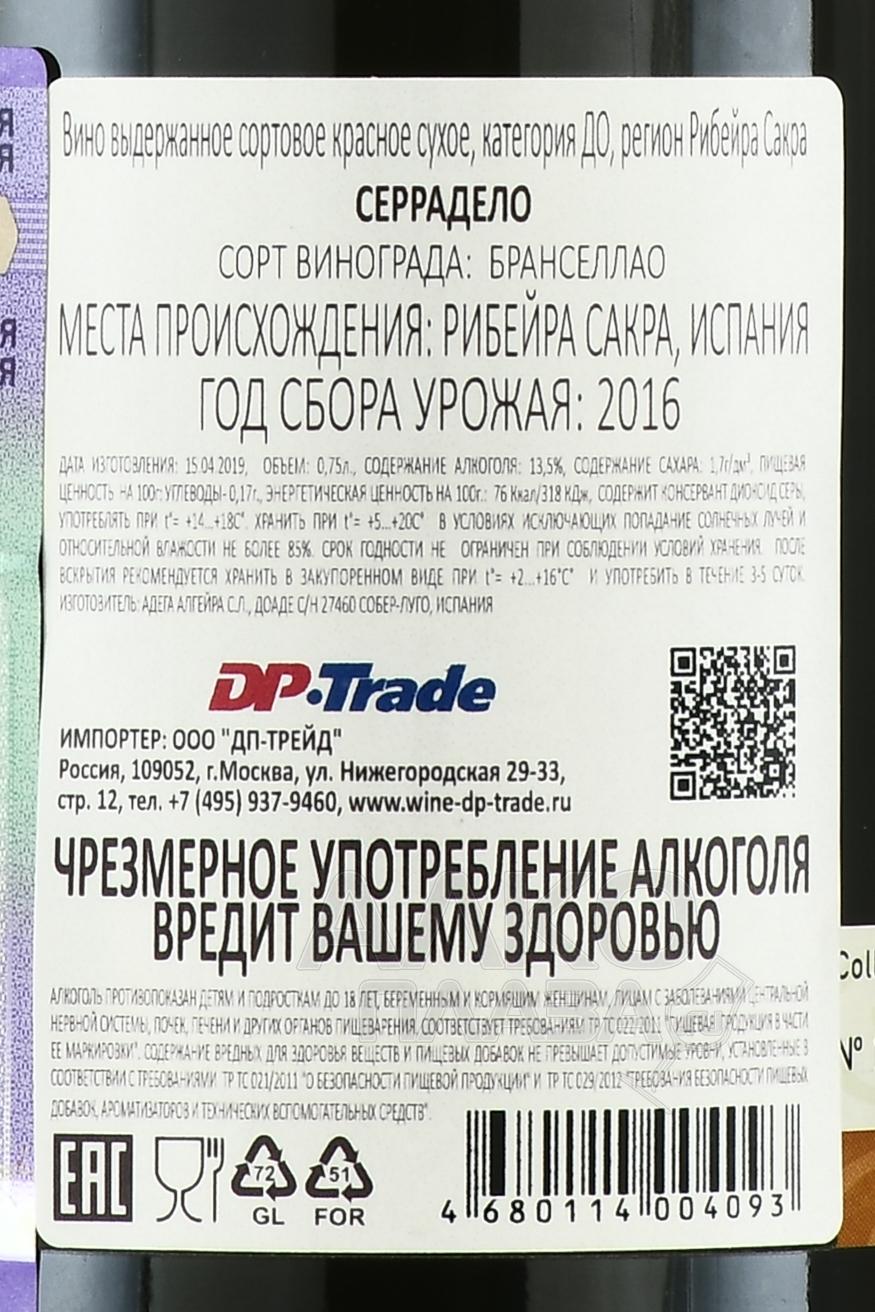 Вино выдержанное сортовое красное сухое, категория ДО, регион Рибейра Сакра
СЕРРАДЕЛО
СОРТ ВИНОГРАДА: БРАНСЕЛЛАО
МЕСТА ПРОИСХОЖДЕНИЯ: РИБЕЙРА САКРА, ИСПАНИЯ
ГОД СБОРА УРОЖАЯ: 2016
ДАТА ИЗГОТОВЛЕНИЯ: 15.04.2019, ОБЪЕМ: 0,75л., СОДЕРЖАНИЕ АЛКОГОЛЯ: 13,5%, СОДЕРЖАНИЕ САХАРА: 1,7г/дм³, ПИЩЕВАЯ
ЦЕННОСТЬ НА 100г: УГЛЕВОДЫ- 0,17г., ЭНЕРГЕТИЧЕСКАЯ ЦЕННОСТЬ НА 100г.: 76 Ккал/318 КДж, СОДЕРЖИТ КОНСЕРВАНТ ДИОКСИД СЕРЫ,
УПОТРЕБЛЯТЬ ПРИ t°= +14...+18С°. ХРАНИТЬ ПРИ t°= +5...+20С° В УСЛОВИЯХ ИСКЛЮЧАЮЩИХ ПОПАДАНИЕ СОЛНЕЧНЫХ ЛУЧЕЙ И
ОТНОСИТЕЛЬНОЙ ВЛАЖНОСТИ НЕ БОЛЕЕ 85%. СРОК ГОДНОСТИ НЕ ОГРАНИЧЕН ПРИ СОБЛЮДЕНИИ УСЛОВИЙ ХРАНЕНИЯ. ПОСЛЕ
ВСКРЫТИЯ РЕКОМЕНДУЕТСЯ ХРАНИТЬ В ЗАКУПОРЕННОМ ВИДЕ ПРИ t°= +2...+16°С° И УПОТРЕБИТЬ В ТЕЧЕНИЕ 3-5 СУТОК.
ИЗГОТОВИТЕЛЬ: АДЕГА АЛГЕЙРА С.Л., ДОАДЕ С/Н 27460 СОБЕР-ЛУГО, ИСПАНИЯ
DP·Trade
ИМПОРТЕР: ООО "ДП-ТРЕЙД"
Россия, 109052, г.Москва, ул. Нижегородская 29-33,
стр. 12, тел. +7 (495) 937-9460, www.wine-dp-trade.ru
ЧРЕЗМЕРНОЕ УПОТРЕБЛЕНИЕ АЛКОГОЛЯ
ВРЕДИТ ВАШЕМУ ЗДОРОВЬЮ
АЛКОГОЛЬ ПРОТИВОПОКАЗАН ДЕТЯМ И ПОДРОСТКАМ ДО 18 ЛЕТ, БЕРЕМЕННЫМ И КОРМЯЩИМ ЖЕНЩИНАМ, ЛИЦАМ С ЗАБОЛЕВАНИЯМИ ЦЕНТРАЛЬНОЙ
НЕРВНОЙ СИСТЕМЫ, ПОЧЕК, ПЕЧЕНИ И ДРУГИХ ОРГАНОВ ПИЩЕВАРЕНИЯ. СООТВЕТСТВУЕТ ТРЕБОВАНИЯМ ТР ТС 022/2011 "ПИЩЕВАЯ ПРОДУКЦИЯ В ЧАСТИ
ЕЕ МАРКИРОВКИ". СОДЕРЖАНИЕ ВРЕДНЫХ ДЛЯ ЗДОРОВЬЯ ВЕЩЕСТВ И ПИЩЕВЫХ ДОБАВОК НЕ ПРЕВЫШАЕТ ДОПУСТИМЫЕ УРОВНИ, УСТАНОВЛЕННЫЕ В
СООТВЕТСТВИИ С ТРЕБОВАНИЯМИ ТР ТС 021/2011 "О БЕЗОПАСНОСТИ ПИЩЕВОЙ ПРОДУКЦИИ" И ТР ТС 029/2012 "ТРЕБОВАНИЯ БЕЗОПАСНОСТИ ПИЩЕВЫХ
ДОБАВОК, АРОМАТИЗАТОРОВ И ТЕХНИЧЕСКИХ ВСПОМОГАТЕЛЬНЫХ СРЕДСТВ".
EAC
72
GL
51
FOR
4 680114 004093
Coll
Nº